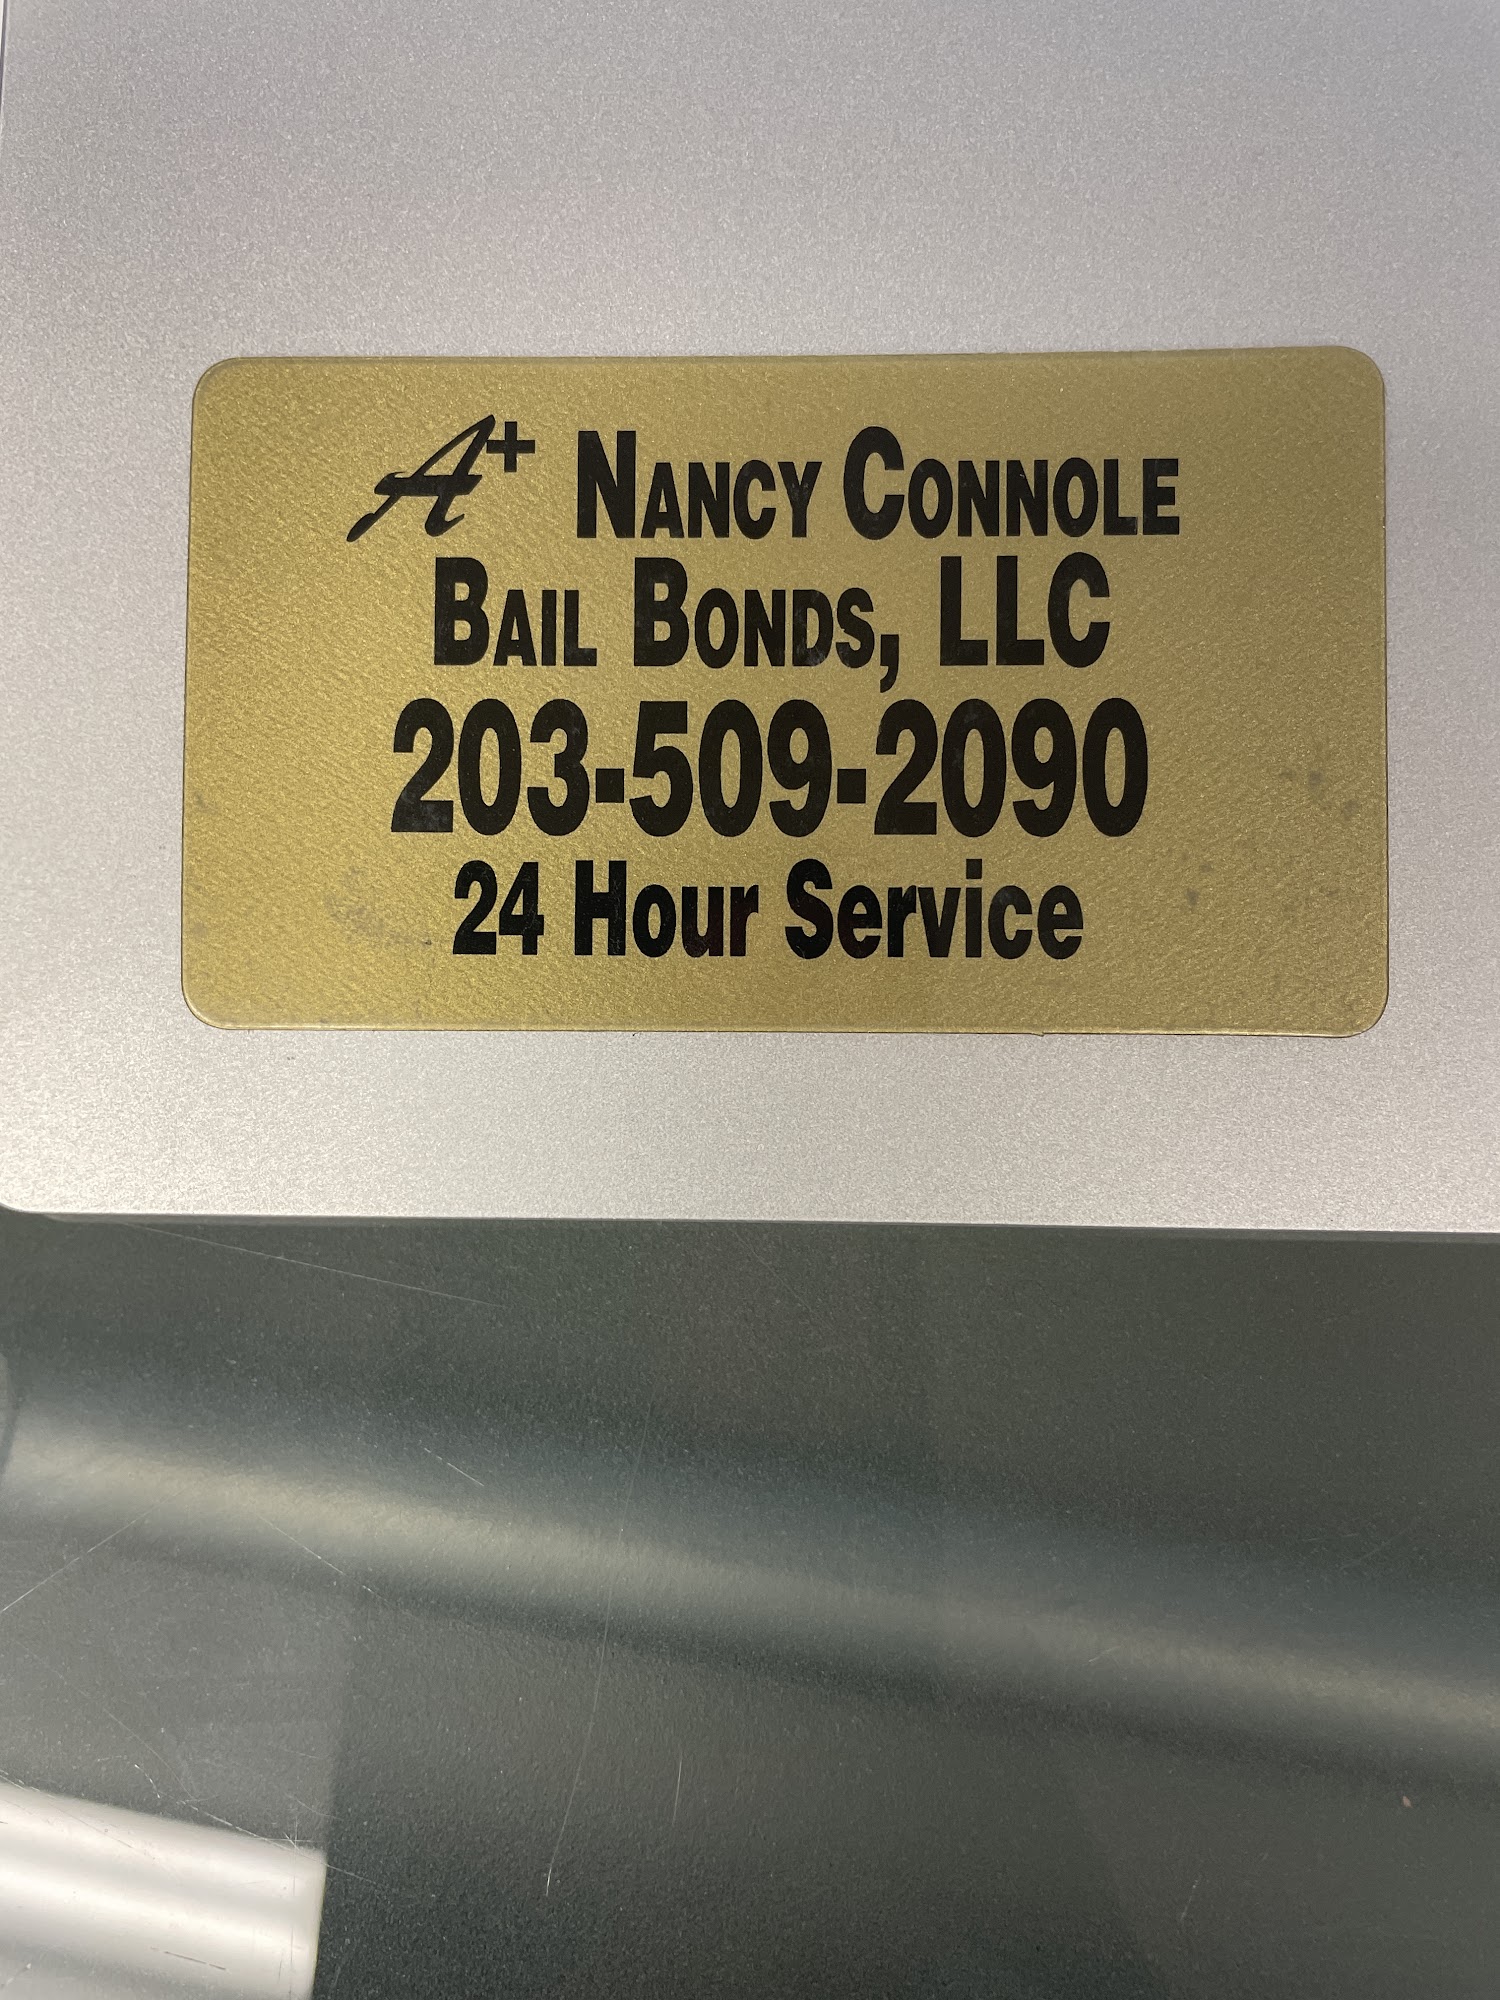 A+ NANCY CONNOLE
BAIL BONDS, LLC
203-509-2090
24 Hour Service